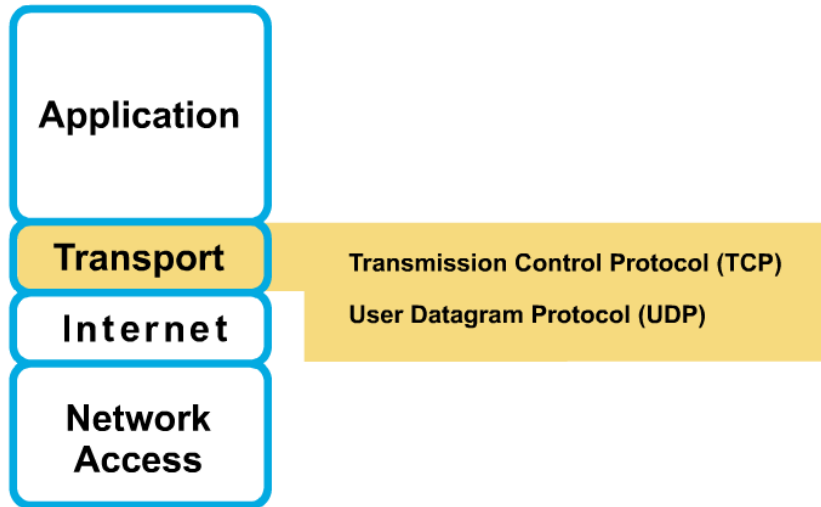 Application
Transport
Transmission Control Protocol (TCP)
User Datagram Protocol (UDP)
Internet
Network
Access